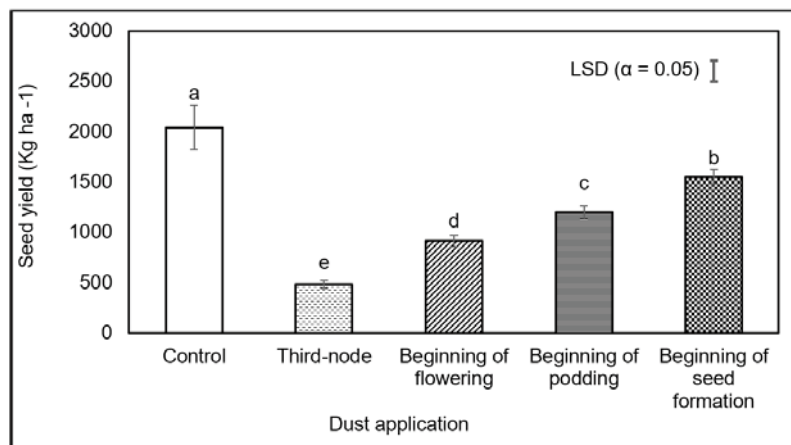 3000
2500
2000
1500
1000
500
0
Seed yield (Kg ha -1)
LSD (α = 0.05)
a
e
d
c
b
Control
Third-node
Beginning of
flowering
Beginning of
podding
Beginning of
seed
formation
Dust application